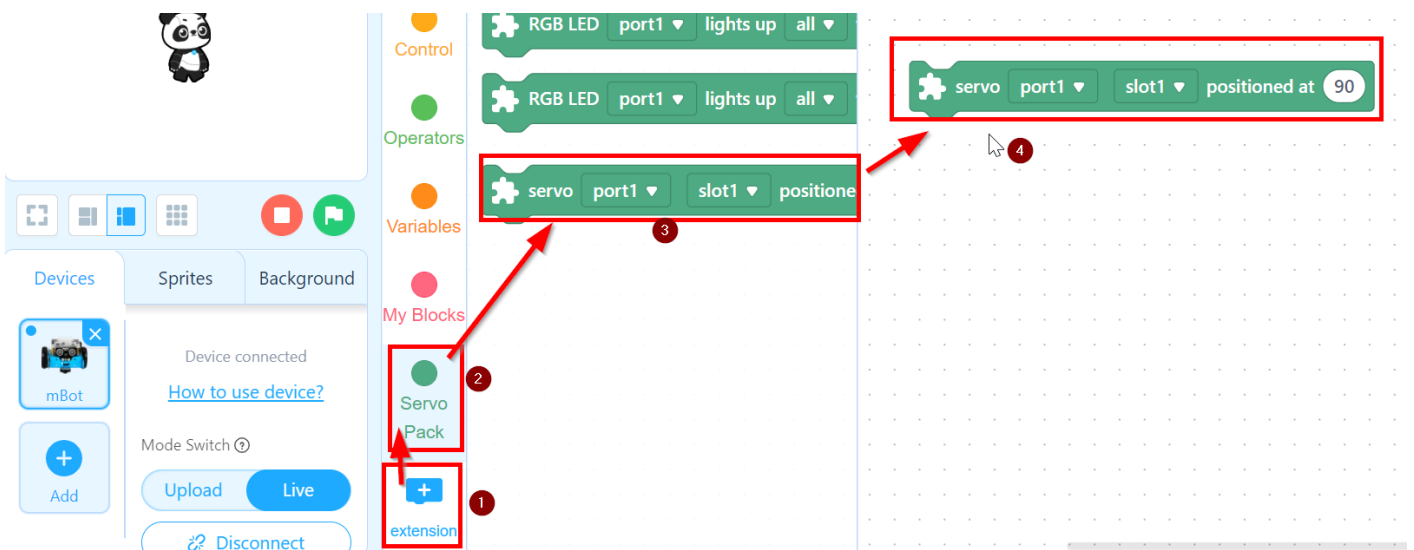 Control
Operators
Variables
My Blocks
Servo
Pack
extension
RGB LED port1 lights up all
RGB LED port1 lights up all
servo port1 slot1 positione
servo port1 slot1 positioned at 90
1
2
3
4
Devices
Sprites
Background
mBot
Add
Device connected
How to use device?
Mode Switch ?
Upload
Live
Disconnect